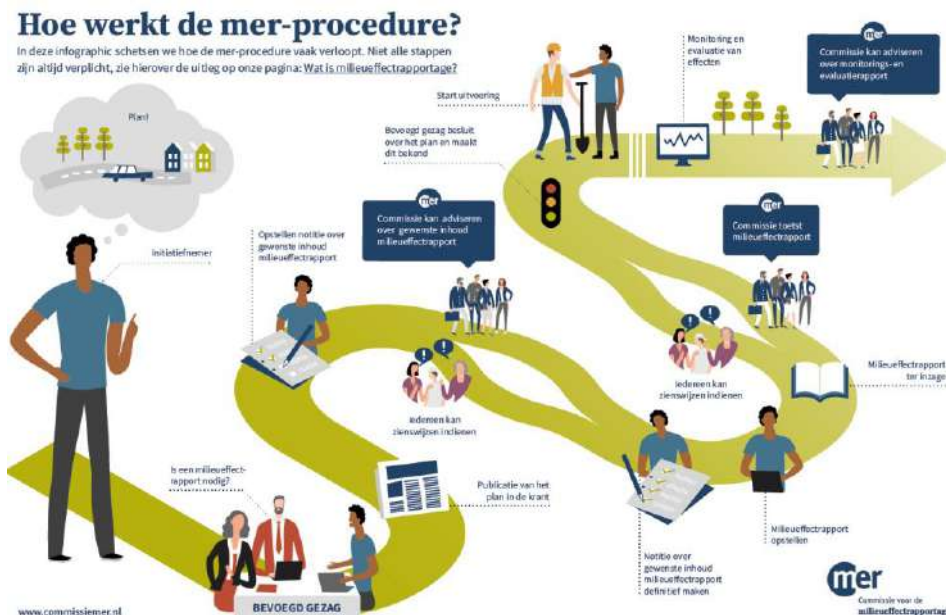 Hoe werkt de mer-procedure?
In deze infographic schetsen we hoe de mer-procedure vaak verloopt. Niet alle stappen
zijn altijd verplicht, zie hierover de uitleg op onze pagina: Wat is milieueffectrapportage?
Plan!
Initiatiefnemer
Is een milieueffect-
rapport nodig?
BEVOEGD GEZAG
Publicatie van het
plan in de krant
Opstellen notitie over
gewenste inhoud
milieueffectrapport
mer
Commissie kan adviseren
over gewenste inhoud
milieueffectrapport
Iedereen kan
zienswijzen indienen
Notitie over
gewenste inhoud
milieueffectrapport
definitief maken
Milieueffectrapport
opstellen
Milieueffectrapport
ter inzage
mer
Commissie toetst
milieueffectrapport
Iedereen kan
zienswijzen indienen
Bevoegd gezag besluit
over het plan en maakt
dit bekend
Start uitvoering
Monitoring en
evaluatie van
effecten
mer
Commissie kan adviseren
over monitorings- en
evaluatierapport
www.commissiemer.nl
mer
Commissie voor de
milieueffectrapportag